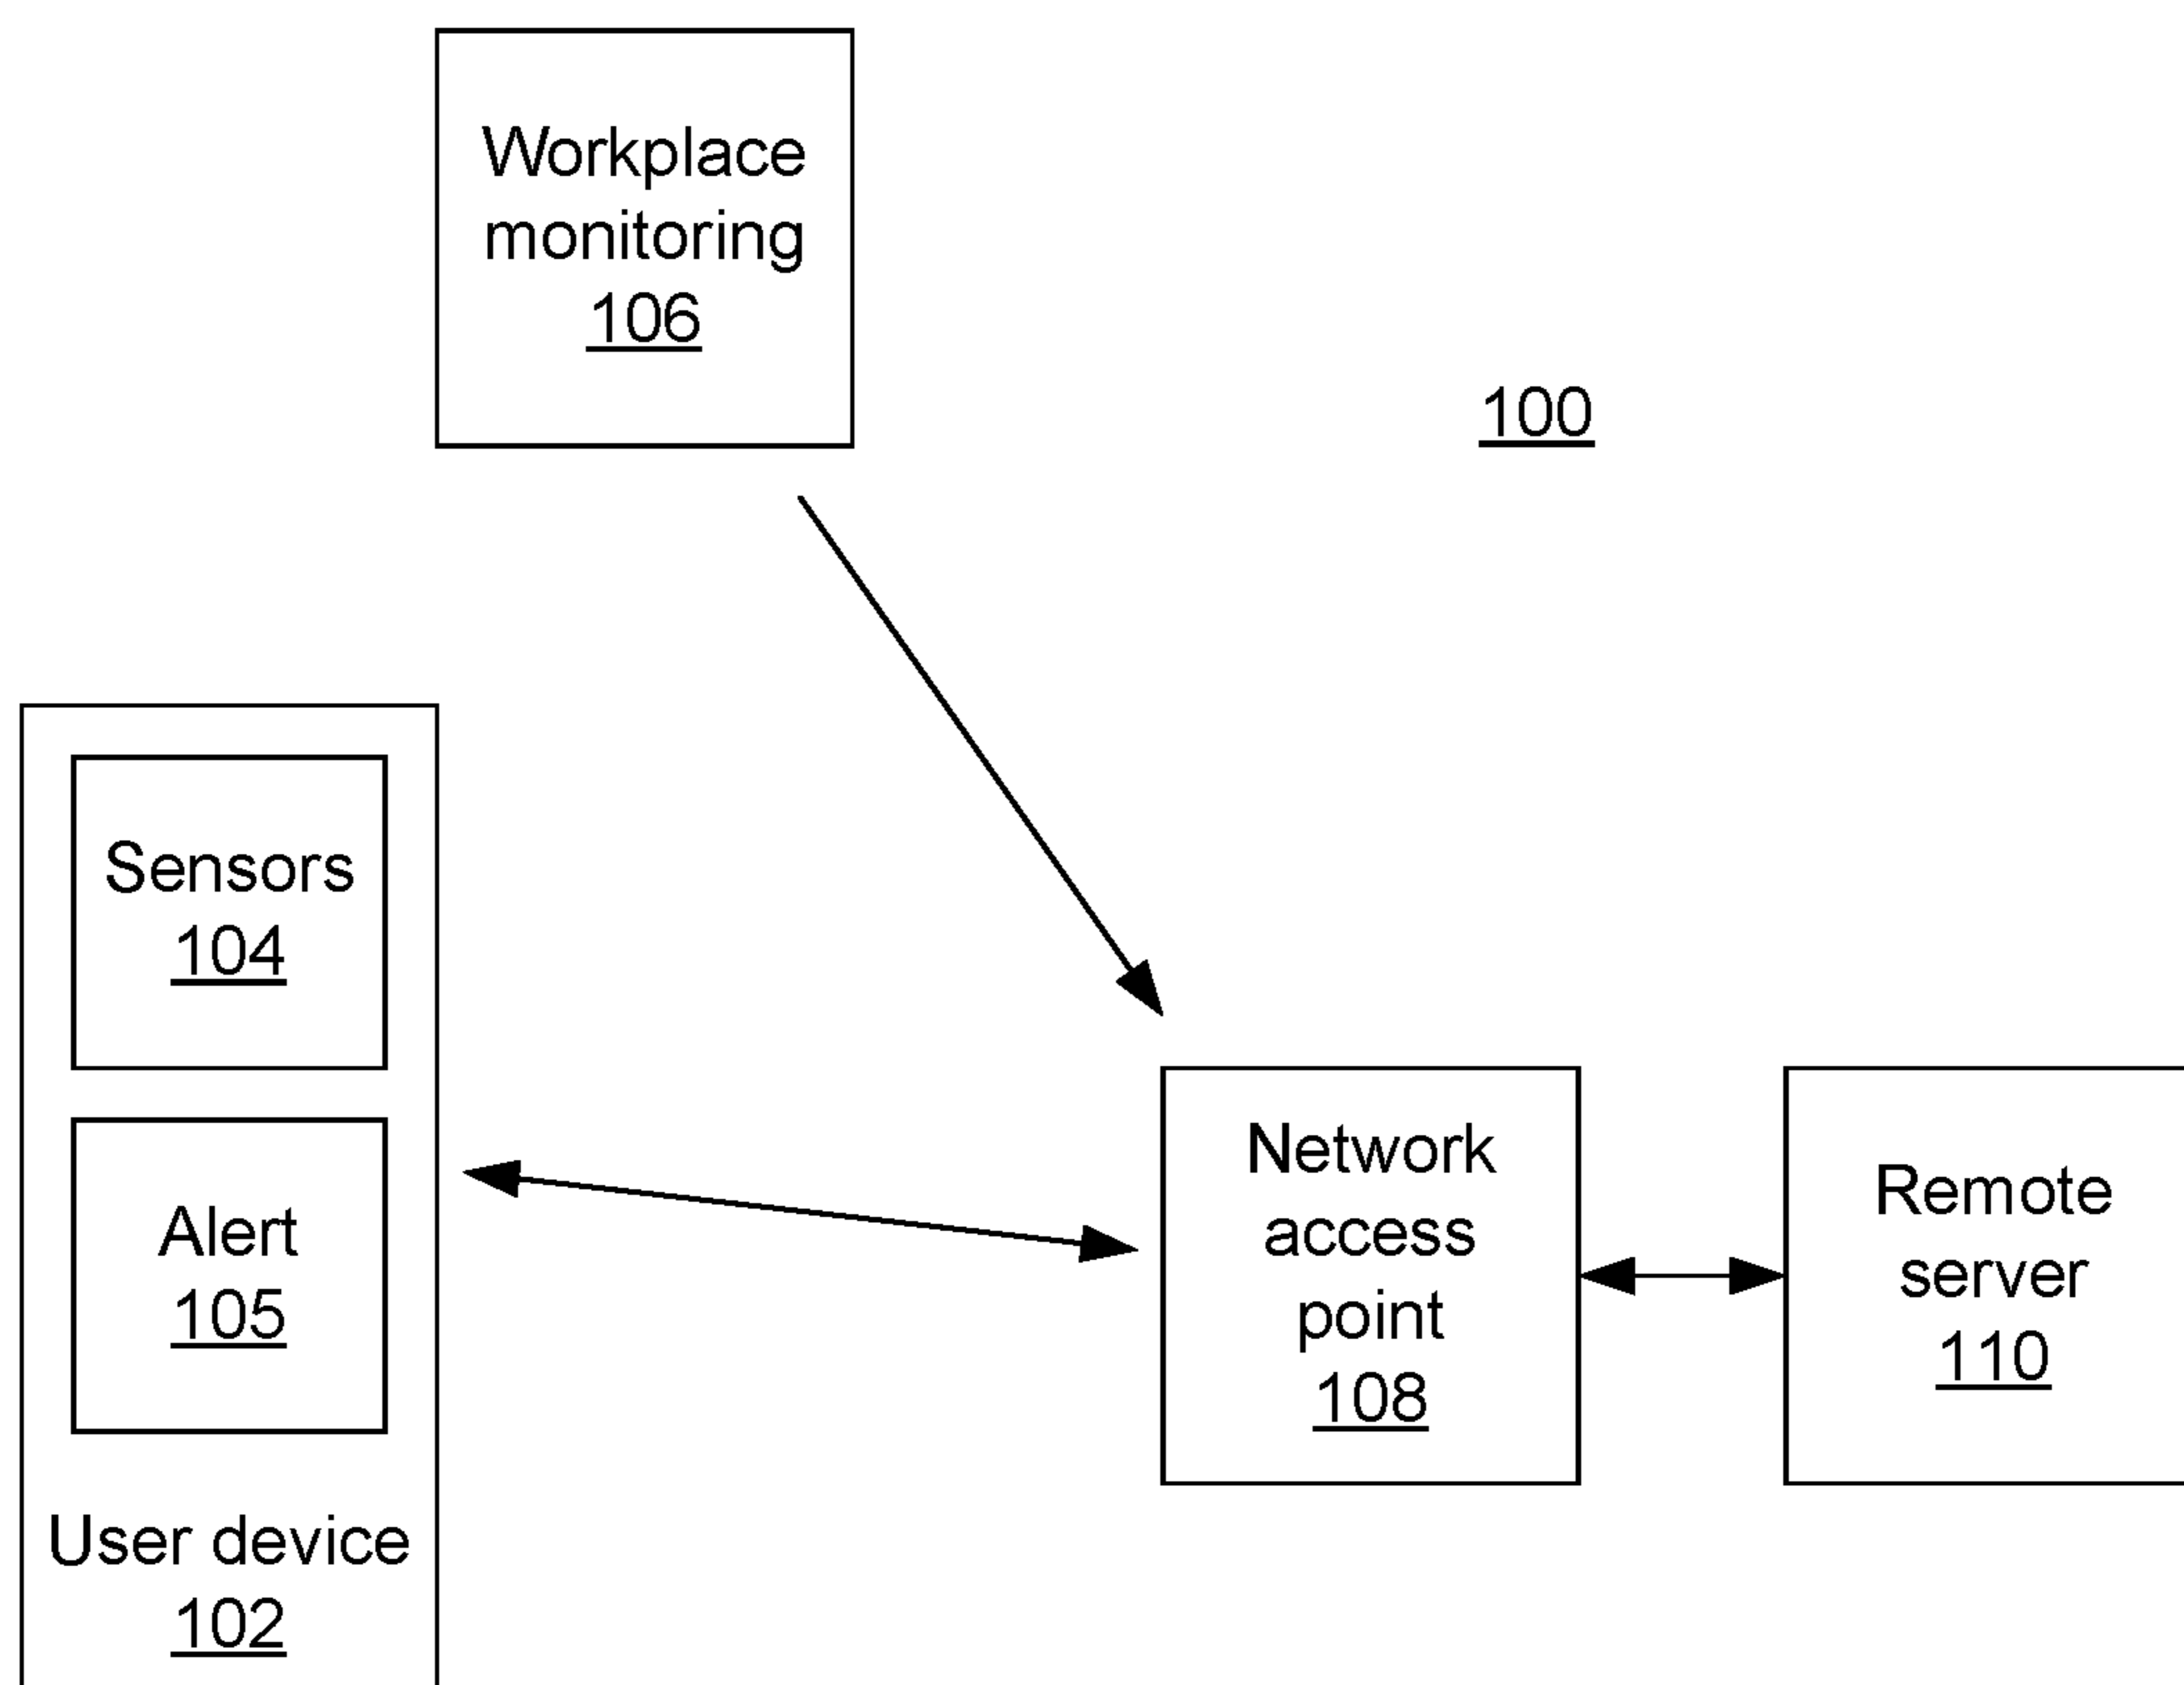 Workplace
monitoring
106
100
Sensors
104
Alert
105
User device
102
Network
access
point
108
Remote
server
110